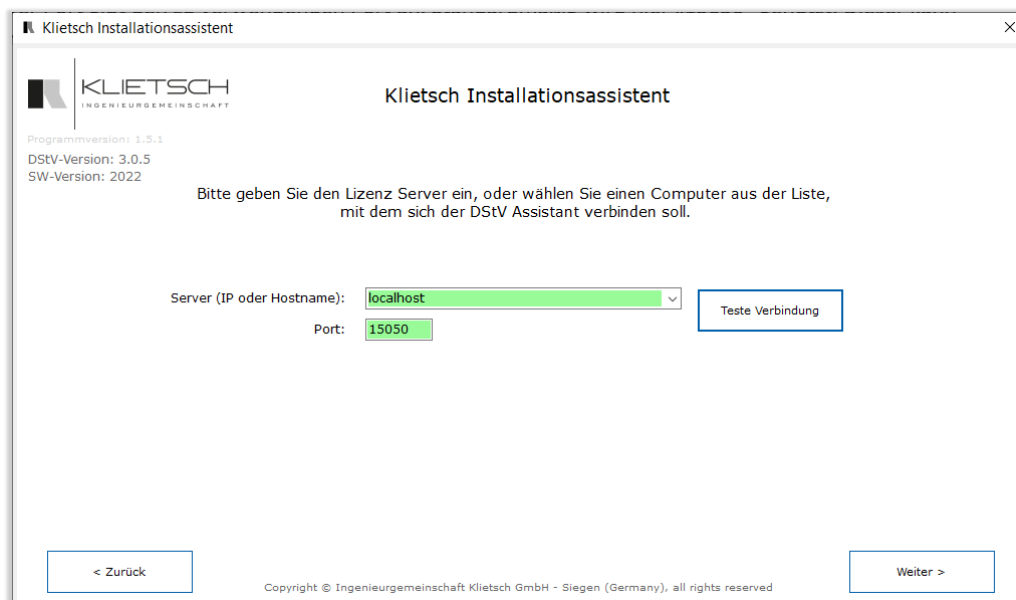 Klietsch Installationsassistent
KLIETSCH
INGENIEURGEMEINSCHAFT
Klietsch Installationsassistent
Programmversion: 1.5.1
DStV-Version: 3.0.5
SW-Version: 2022
Bitte geben Sie den Lizenz Server ein, oder wählen Sie einen Computer aus der Liste,
mit dem sich der DStV Assistant verbinden soll.
Server (IP oder Hostname): localhost
Teste Verbindung
Port: 15050
< Zurück
Weiter >
Copyright © Ingenieurgemeinschaft Klietsch GmbH - Siegen (Germany), all rights reserved